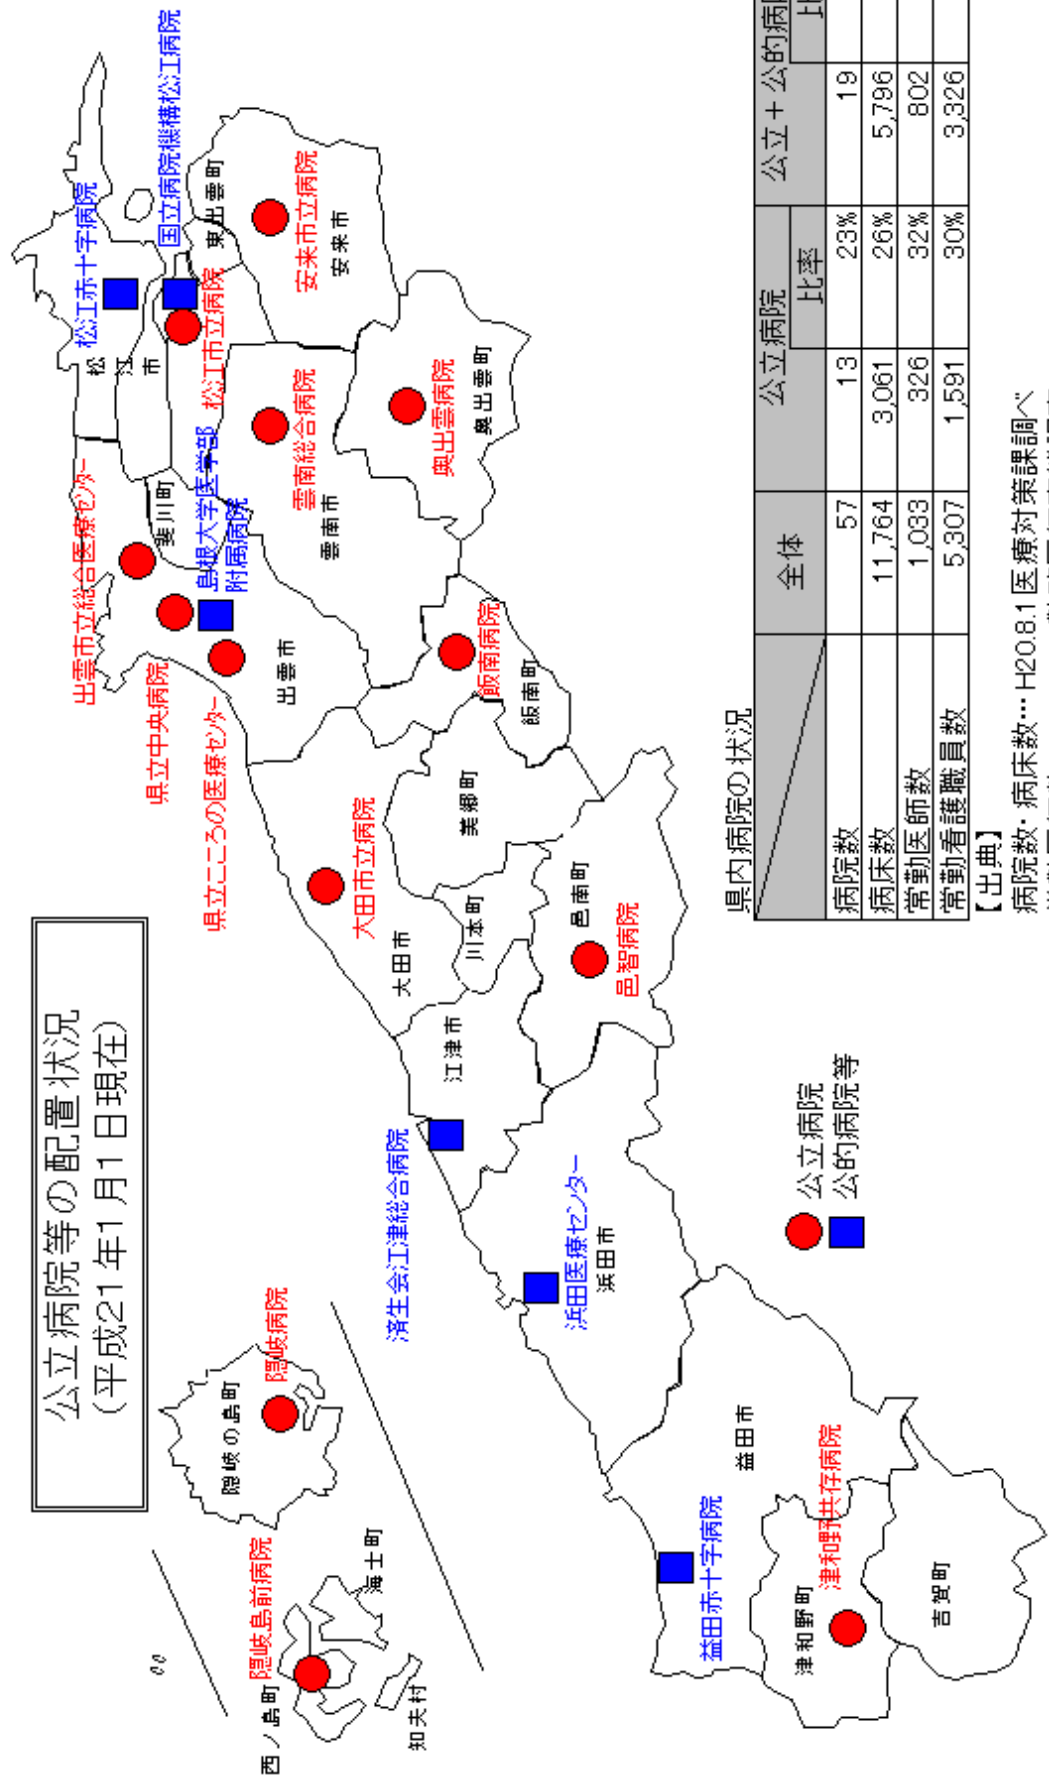 公立病院等の配置状況
(平成21年1月1日現在)
隠岐の島町
隠岐病院
隠岐島前病院
西ノ島町
海士町
知夫村
松江赤十字病院
国立病院機構松江病院
松江市
松江市立病院
東出雲町
安来市立病院
安来市
出雲市立総合医療センター
県立中央病院
県立こころの医療センター
斐川町
島根大学医学部
附属病院
出雲市
雲南総合病院
雲南市
奥出雲病院
奥出雲町
飯南病院
飯南町
大田市立病院
大田市
美郷町
川本町
邑南町
邑智病院
江津市
済生会江津総合病院
浜田医療センター
浜田市
益田市
益田赤十字病院
津和野共存病院
津和野町
吉賀町
公立病院
公的病院等
県内病院の状況
全体 公立病院 公立+公的病院
比率
病院数 57 13 23% 19
病床数 11,764 3,061 26% 5,796
常勤医師数 1,033 326 32% 802
常勤看護職員数 5,307 1,591 30% 3,326
【出典】
病院数・病床数…H20.8.1医療対策課調べ